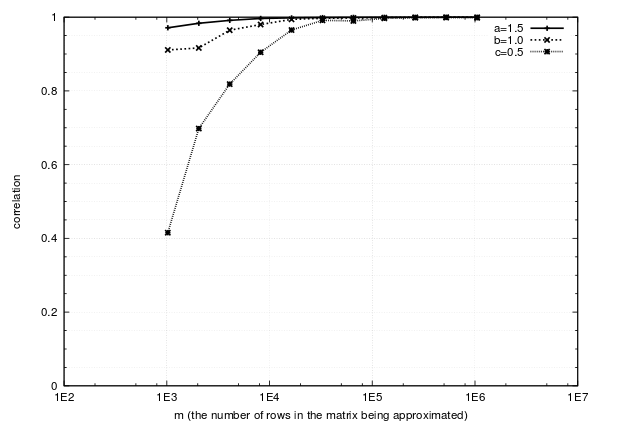 1
0.8
0.6
0.4
0.2
0
1E2
1E3
1E4
1E5
1E6
1E7
correlation
m (the number of rows in the matrix being approximated)
a=1.5
b=1.0
c=0.5